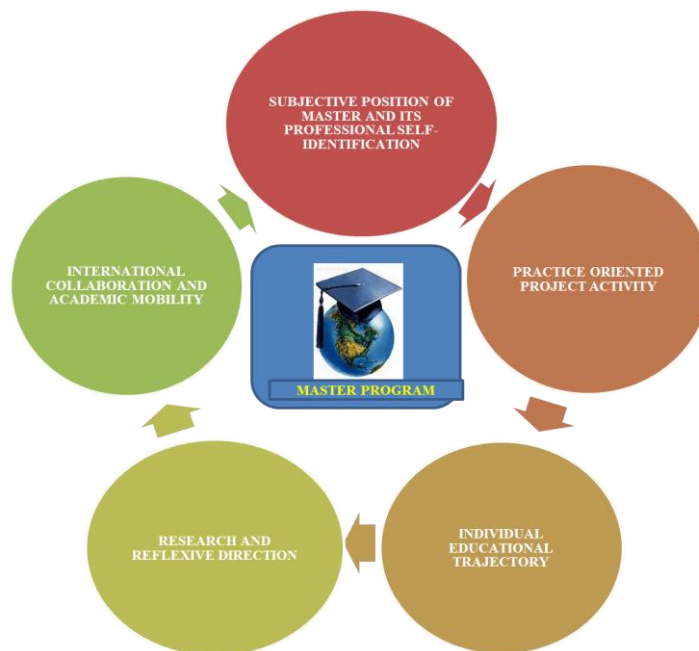 SUBJECTIVE POSITION OF
MASTER AND ITS
PROFESSIONAL SELF-
IDENTIFICATION
PRACTICE ORIENTED
PROJECT ACTIVITY
INDIVIDUAL
EDUCATIONAL
TRAJECTORY
RESEARCH AND
REFLEXIVE DIRECTION
INTERNATIONAL
COLLABORATION AND
ACADEMIC MOBILITY
MASTER PROGRAM